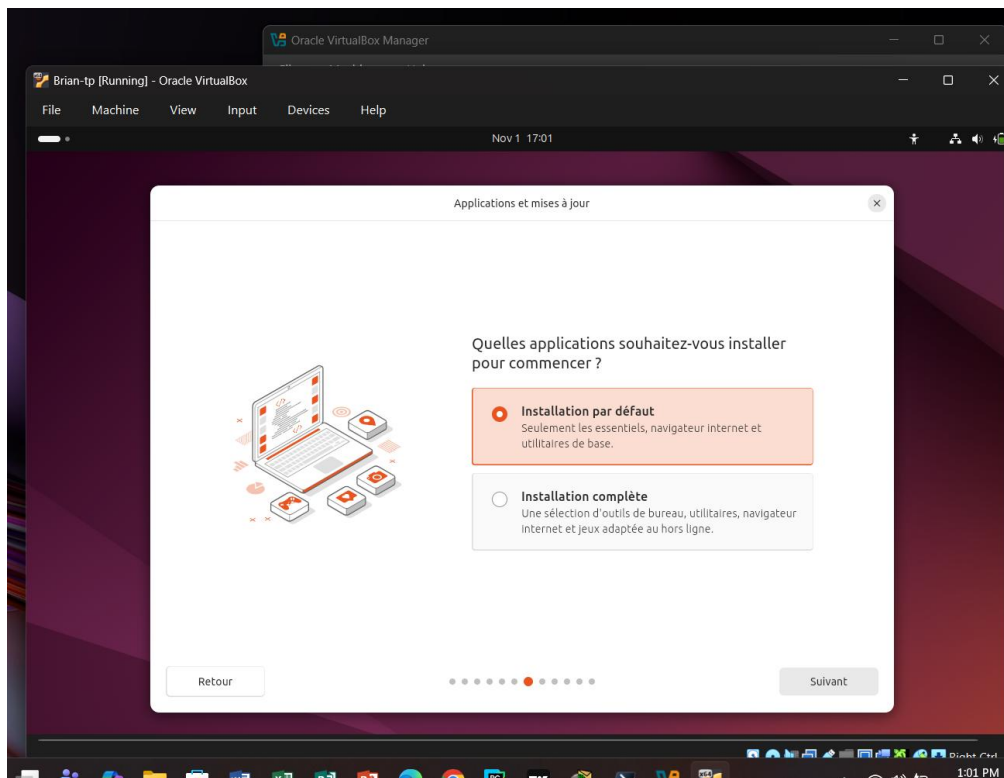 Oracle VirtualBox Manager
Brian-tp [Running] - Oracle VirtualBox
File Machine View Input Devices Help
Nov 1 17:01
Applications et mises à jour
Quelles applications souhaitez-vous installer
pour commencer ?
Installation par défaut
Seulement les essentiels, navigateur internet et
utilitaires de base.
Installation complète
Une sélection d'outils de bureau, utilitaires, navigateur
internet et jeux adaptée au hors ligne.
Retour
Suivant
Right Ctrl
1:01 PM